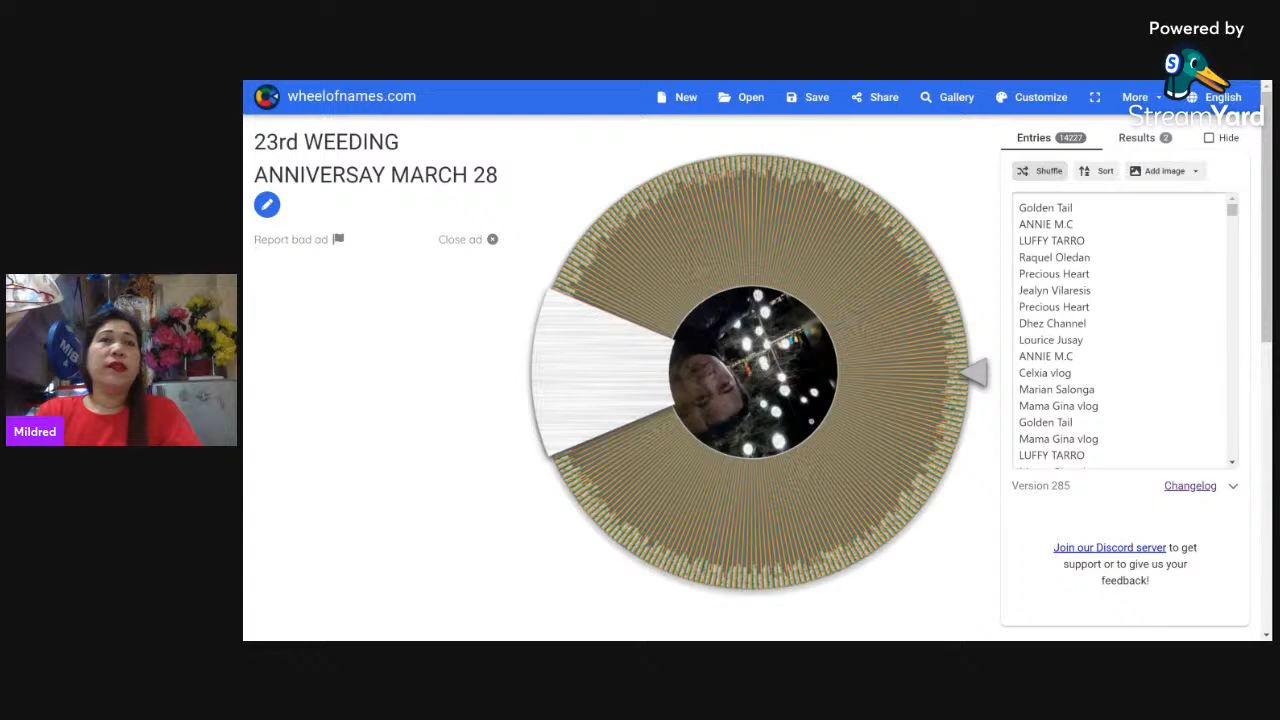 Powered by
StreamYard
wheelofnames.com
New
Open
Save
Share
Gallery
Customize
More
English
23rd WEEDING
ANNIVERSAY MARCH 28
Report bad ad
Close ad
Entries 14227
Results 2
Hide
Shuffle
Sort
Add image
Golden Tail
ANNIE M.C
LUFFY TARRO
Raquel Oledan
Precious Heart
Jealyn Vilaresis
Precious Heart
Dhez Channel
Lourice Jusay
ANNIE M.C
Celxia vlog
Marian Salonga
Mama Gina vlog
Golden Tail
Mama Gina vlog
LUFFY TARRO
Version 285
Changelog
Join our Discord server to get
support or to give us your
feedback!
MIB
Mildred